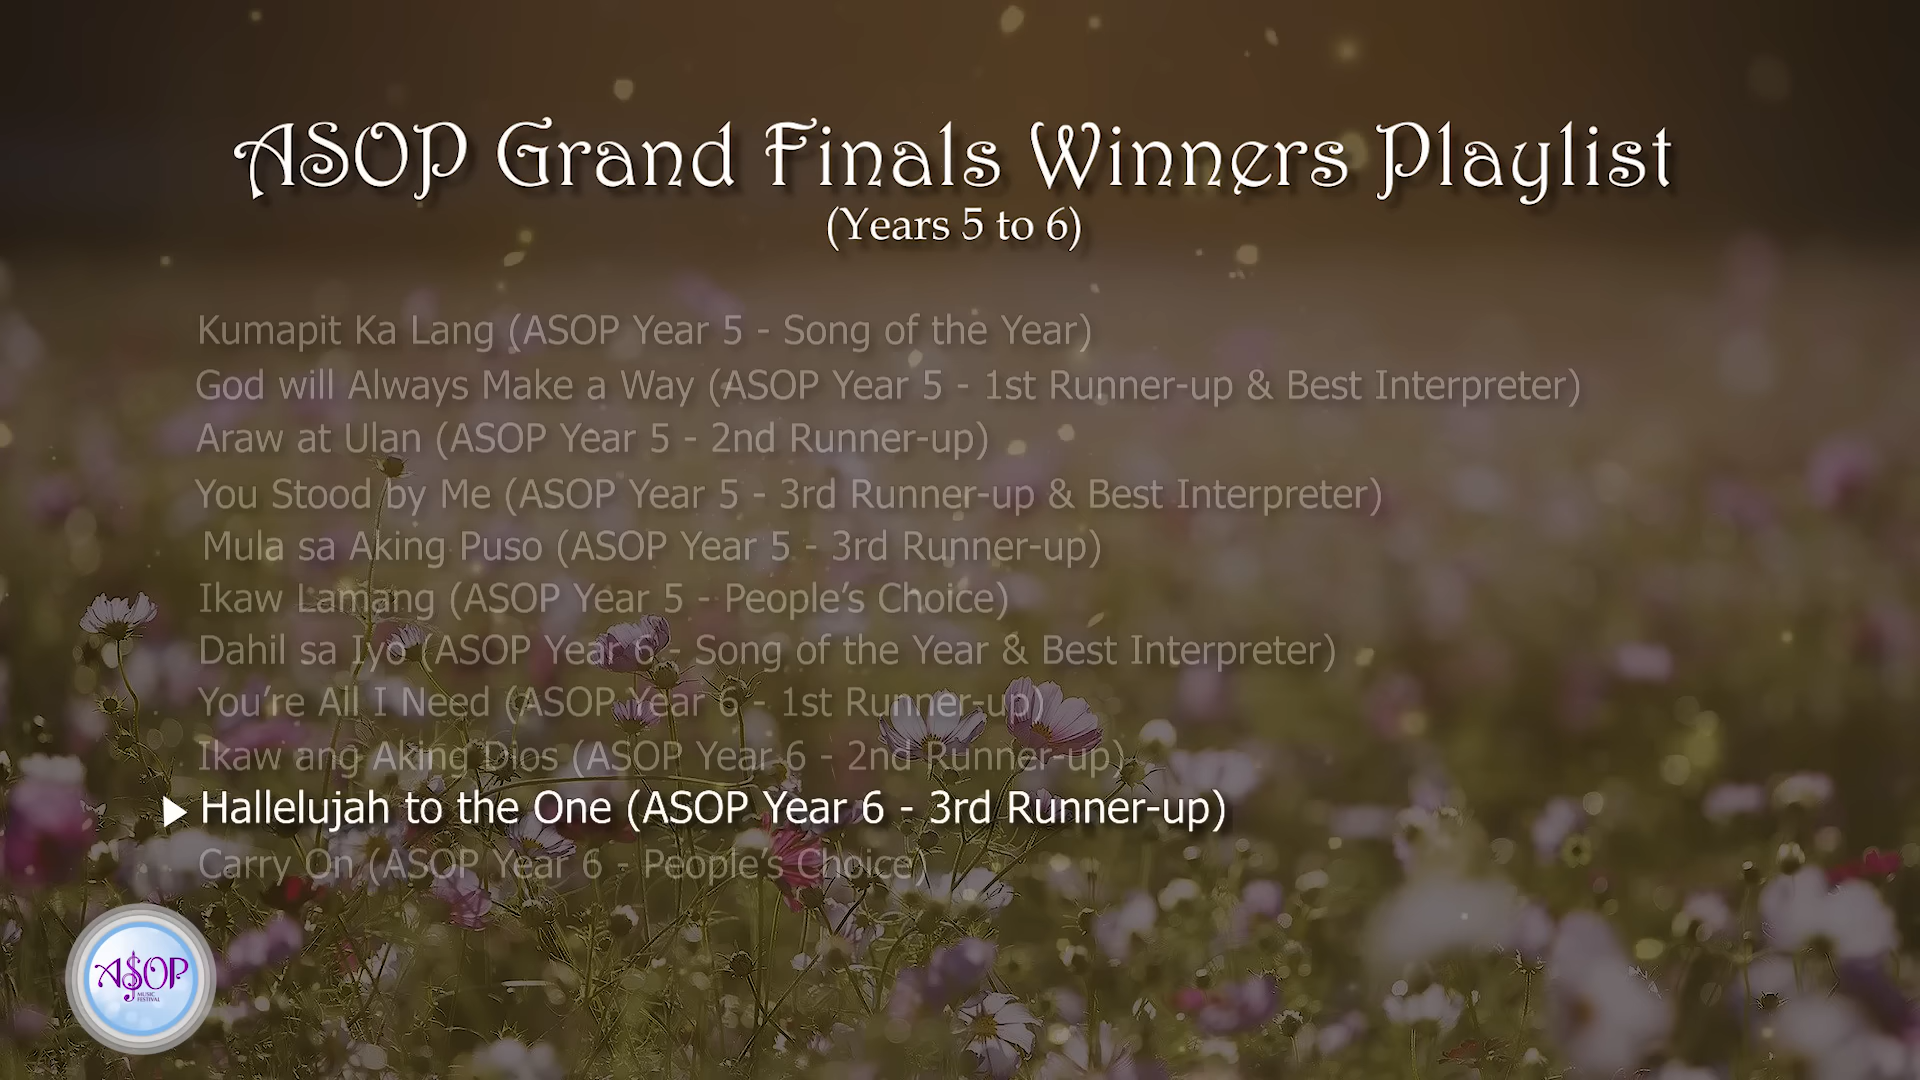 ASOP Grand Finals Winners Playlist
(Years 5 to 6)
Kumapit Ka Lang (ASOP Year 5 - Song of the Year)
God will Always Make a Way (ASOP Year 5 - 1st Runner-up & Best Interpreter)
Araw at Ulan (ASOP Year 5 - 2nd Runner-up)
You Stood by Me (ASOP Year 5 - 3rd Runner-up & Best Interpreter)
Mula sa Aking Puso (ASOP Year 5 - 3rd Runner-up)
Ikaw Lamang (ASOP Year 5 - People’s Choice)
Dahil sa Iyo (ASOP Year 6 - Song of the Year & Best Interpreter)
You’re All I Need (ASOP Year 6 - 1st Runner-up)
Ikaw ang Aking Dios (ASOP Year 6 - 2nd Runner-up)
Hallelujah to the One (ASOP Year 6 - 3rd Runner-up)
Carry On (ASOP Year 6 - People’s Choice)
ASOP
MUSIC
FESTIVAL